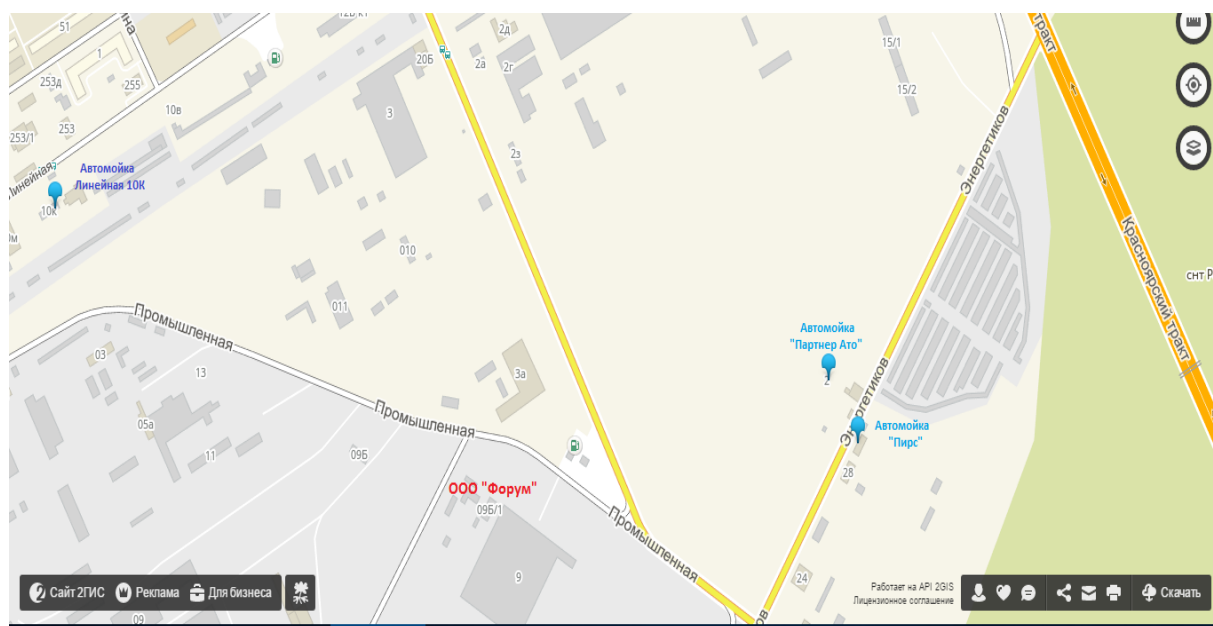 51
12в к1
2д
20б
2а
2г
15/1
15/2
тракт
1
253д
255
253
253/1
10в
3
2з
Линейная
Автомойка
Линейная 10К
10к
0м
010
011
Энергетиков
Красноярский тракт
снт Р
Промышленная
03
13
3а
Автомойка
"Партнер Ато"
2
Энергетиков
Автомойка
"Пирс"
28
05а
11
Промышленная
09Б
ООО "Форум"
09Б/1
Промышленная
9
24
09
Сайт 2ГИС
Реклама
Для бизнеса
Работает на API 2GIS
Лицензионное соглашение
Скачать